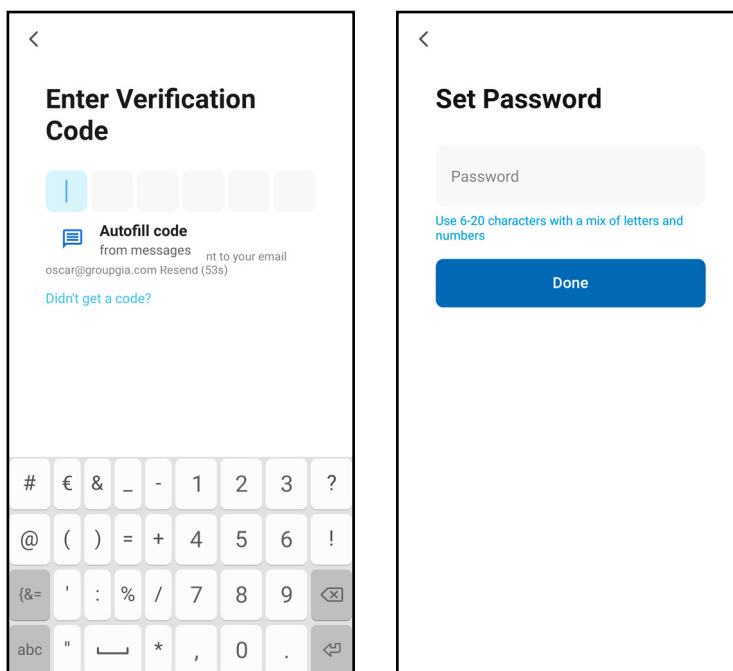 Enter Verification
Code
Autofill code
from messages
nt to your email
oscar@groupgia.com Resend (53s)
Didn't get a code?
# € & _ - 1 2 3 ?
@ ( ) = + 4 5 6 !
{&= ' : % / 7 8 9
abc " * , 0 .
Set Password
Password
Use 6-20 characters with a mix of letters and
numbers
Done